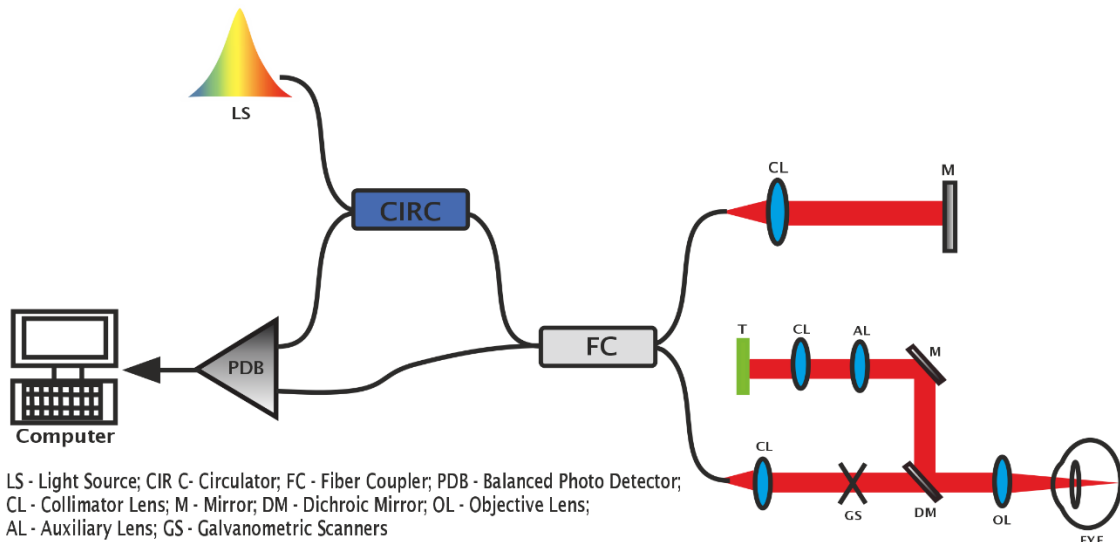 LS
CL
M
CIRC
FC
T
CL
AL
M
PDB
Computer
CL
GS
DM
OL
EYE
LS - Light Source; CIR C- Circulator; FC - Fiber Coupler; PDB - Balanced Photo Detector;
CL - Collimator Lens; M - Mirror; DM - Dichroic Mirror; OL - Objective Lens;
AL - Auxiliary Lens; GS - Galvanometric Scanners